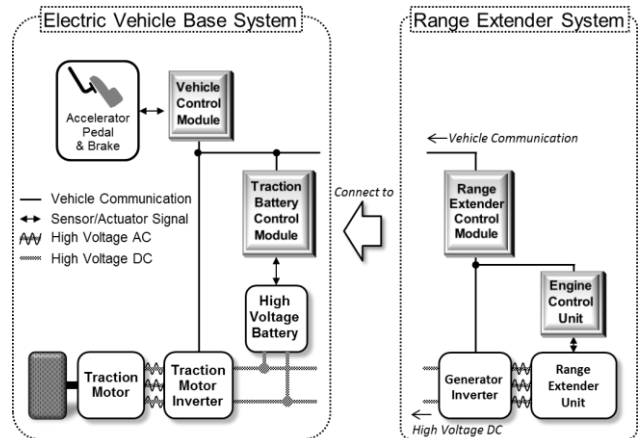 Electric Vehicle Base System
Accelerator
Pedal
& Brake
Vehicle
Control
Module
Vehicle Communication
Sensor/Actuator Signal
High Voltage AC
High Voltage DC
Traction
Battery
Control
Module
High
Voltage
Battery
Traction
Motor
Traction
Motor
Inverter
Connect to
Range Extender System
Vehicle Communication
Range
Extender
Control
Module
Engine
Control
Unit
Generator
Inverter
Range
Extender
Unit
High Voltage DC